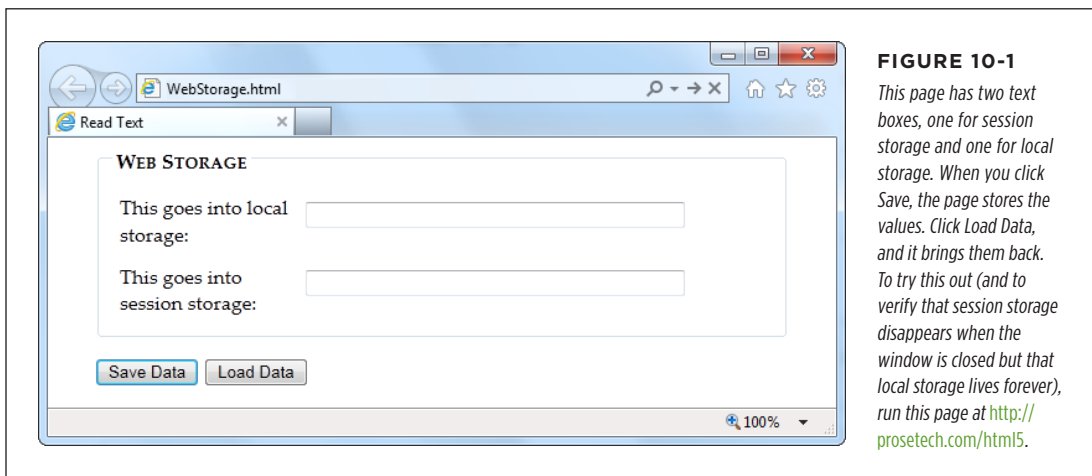 WebStorage.html
Read Text
WEB STORAGE
This goes into local
storage:
This goes into
session storage:
Save Data
Load Data
100%
FIGURE 10-1
This page has two text
boxes, one for session
storage and one for local
storage. When you click
Save, the page stores the
values. Click Load Data,
and it brings them back.
To try this out (and to
verify that session storage
disappears when the
window is closed but that
local storage lives forever),
run this page at http://
prosetech.com/html5.